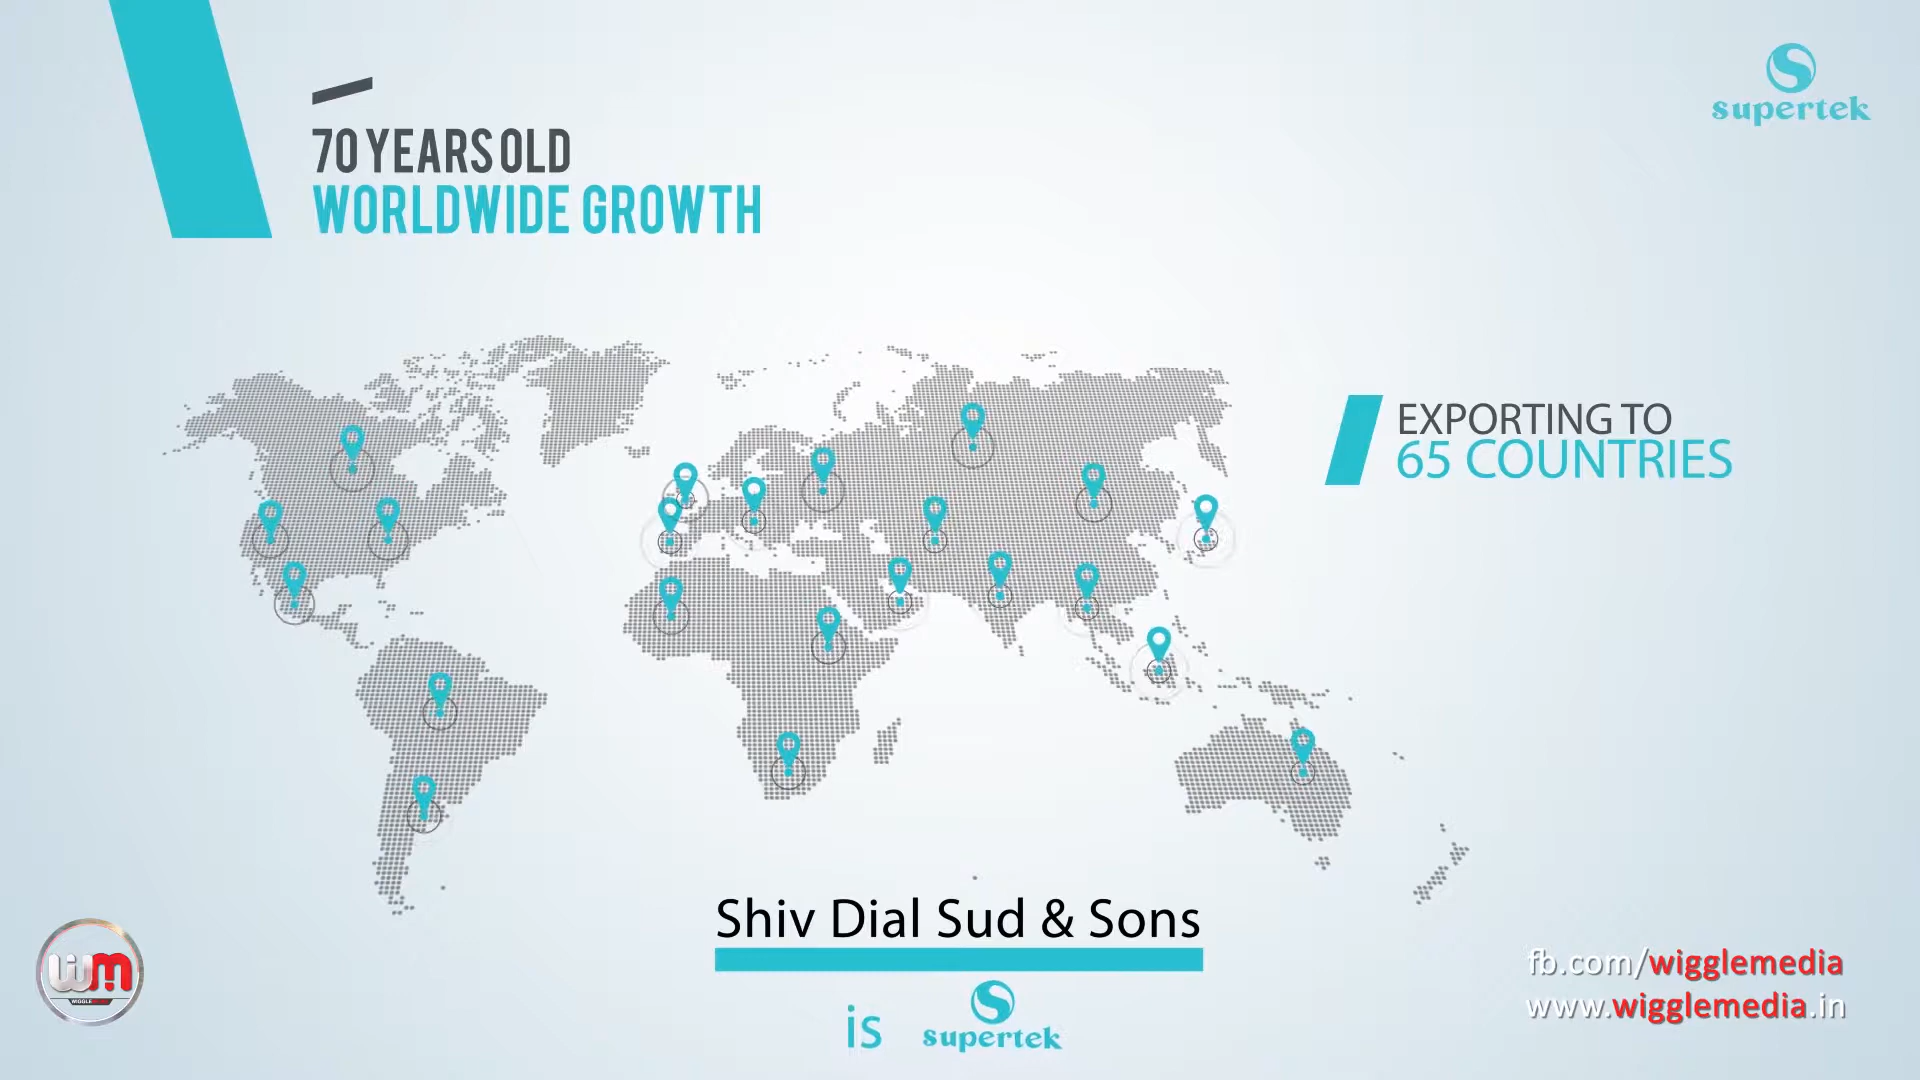 supertek
70 YEARS OLD
WORLDWIDE GROWTH
EXPORTING TO
65 COUNTRIES
Shiv Dial Sud & Sons
is supertek
WM
fb.com/wigglemedia
www.wigglemedia.in